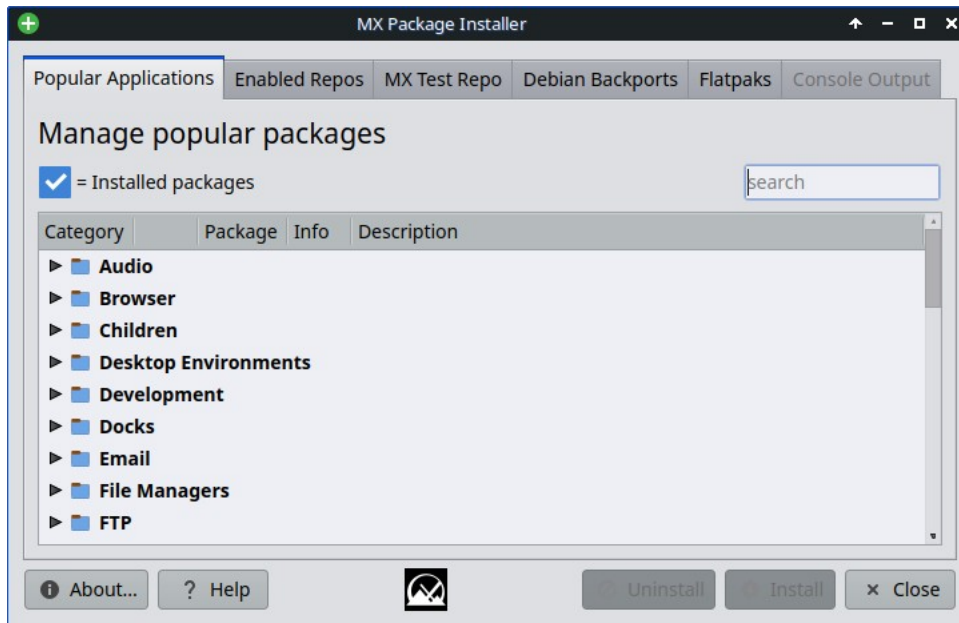 MX Package Installer
Popular Applications Enabled Repos MX Test Repo Debian Backports Flatpaks Console Output
Manage popular packages
= Installed packages search
Category Package Info Description
Audio
Browser
Children
Desktop Environments
Development
Docks
Email
File Managers
FTP
About... ? Help Uninstall Install Close